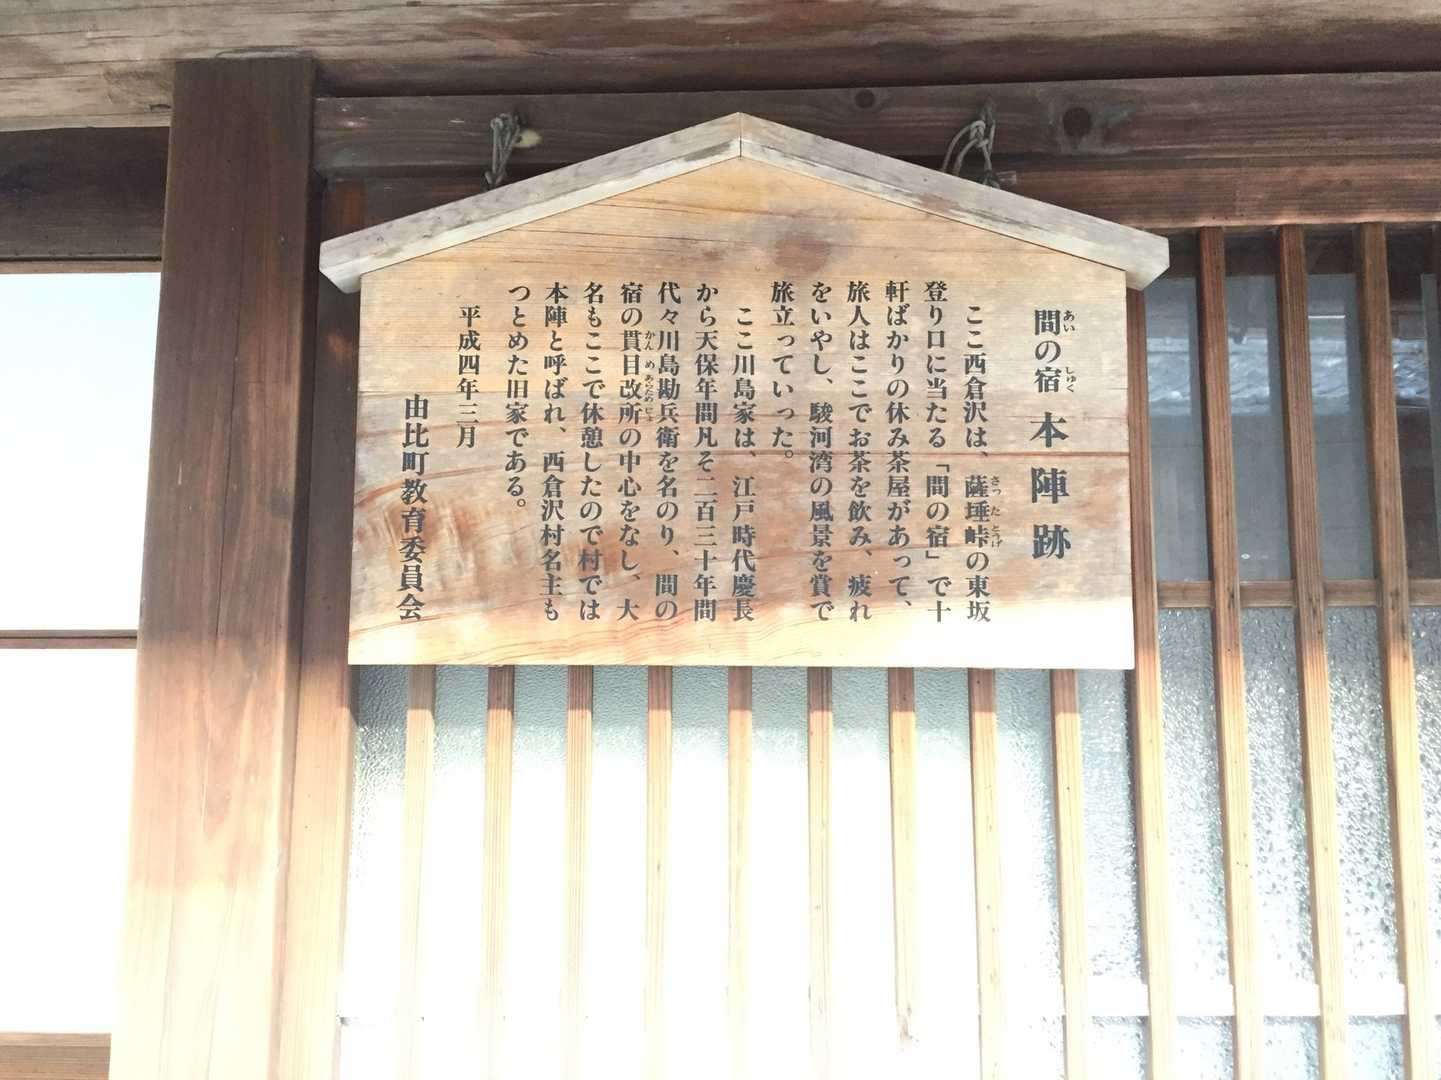 間の宿 本陣跡
ここ西倉沢は、薩埵峠の東坂
登り口に当たる「間の宿」で十
軒ばかりの休み茶屋があって、
旅人はここでお茶を飲み、疲れ
をいやし、駿河湾の風景を賞で
旅立っていった。
ここ川島家は、江戸時代慶長
から天保年間凡そ二百三十年間
代々川島勘兵衛を名のり、間の
宿の貫目改所の中心をなし、大
名もここで休憩したので村では
本陣と呼ばれ、西倉沢村名主も
つとめた旧家である。
平成四年三月
由比町教育委員会